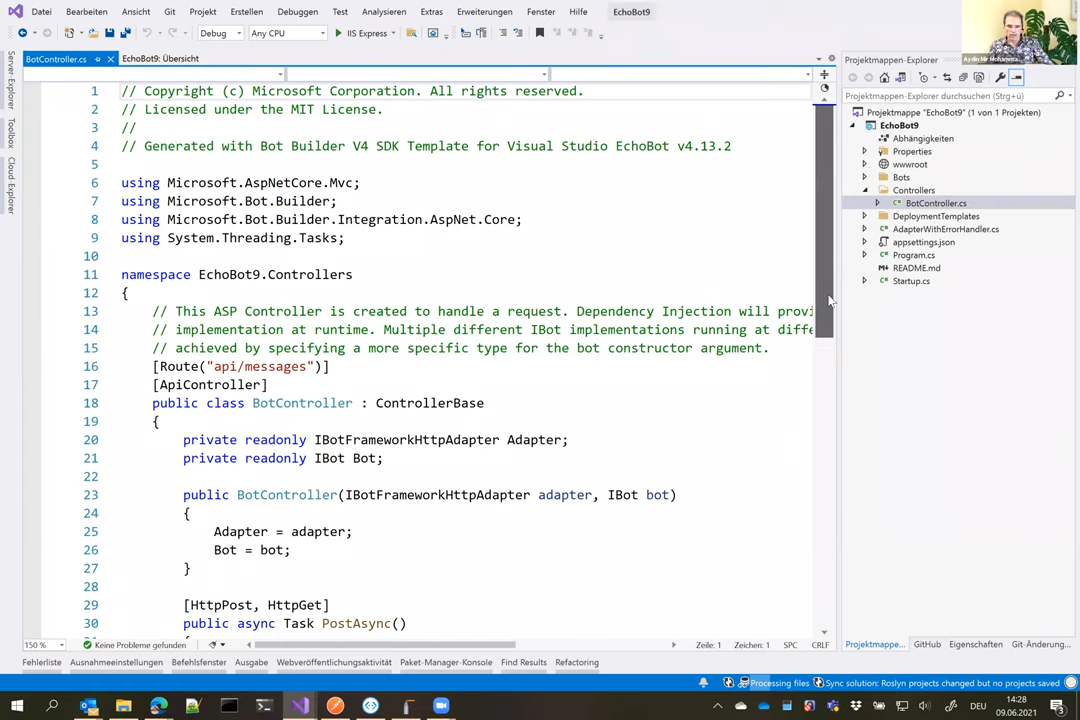 Datei Bearbeiten Ansicht Git Projekt Erstellen Debuggen Test Analysieren Extras Erweiterungen Fenster Hilfe EchoBot9
Debug Any CPU IIS Express
BotController.cs EchoBot9: Übersicht
Server-Explorer
Toolbox
Cloud Explorer
1 // Copyright (c) Microsoft Corporation. All rights reserved.
2 // Licensed under the MIT License.
3 //
4 // Generated with Bot Builder V4 SDK Template for Visual Studio EchoBot v4.13.2
5
6 using Microsoft.AspNetCore.Mvc;
7 using Microsoft.Bot.Builder;
8 using Microsoft.Bot.Builder.Integration.AspNet.Core;
9 using System.Threading.Tasks;
10
11 namespace EchoBot9.Controllers
12 {
13 // This ASP Controller is created to handle a request. Dependency Injection will provi
14 // implementation at runtime. Multiple different IBot implementations running at diffe
15 // achieved by specifying a more specific type for the bot constructor argument.
16 [Route("api/messages")]
17 [ApiController]
18 public class BotController : ControllerBase
19 {
20 private readonly IBotFrameworkHttpAdapter Adapter;
21 private readonly IBot Bot;
22
23 public BotController(IBotFrameworkHttpAdapter adapter, IBot bot)
24 {
25 Adapter = adapter;
26 Bot = bot;
27 }
28
29 [HttpPost, HttpGet]
30 public async Task PostAsync()
150 % Keine Probleme gefunden Zeile: 1 Zeichen: 1 SPC CRLF
Projektmappen-Explorer
Projektmappen-Explorer durchsuchen (Strg+ü)
Projektmappe "EchoBot9" (1 von 1 Projekten)
EchoBot9
Abhängigkeiten
Properties
wwwroot
Bots
Controllers
BotController.cs
DeploymentTemplates
AdapterWithErrorHandler.cs
appsettings.json
Program.cs
README.md
Startup.cs
Projektmappe... GitHub Eigenschaften Git-Änderung...
Fehlerliste Ausnahmeeinstellungen Befehlsfenster Ausgabe Webveröffentlichungsaktivität Paket-Manager-Konsole Find Results Refactoring
Processing files Sync solution: Roslyn projects changed but no projects saved
DEU
14:28
09.06.2021
3